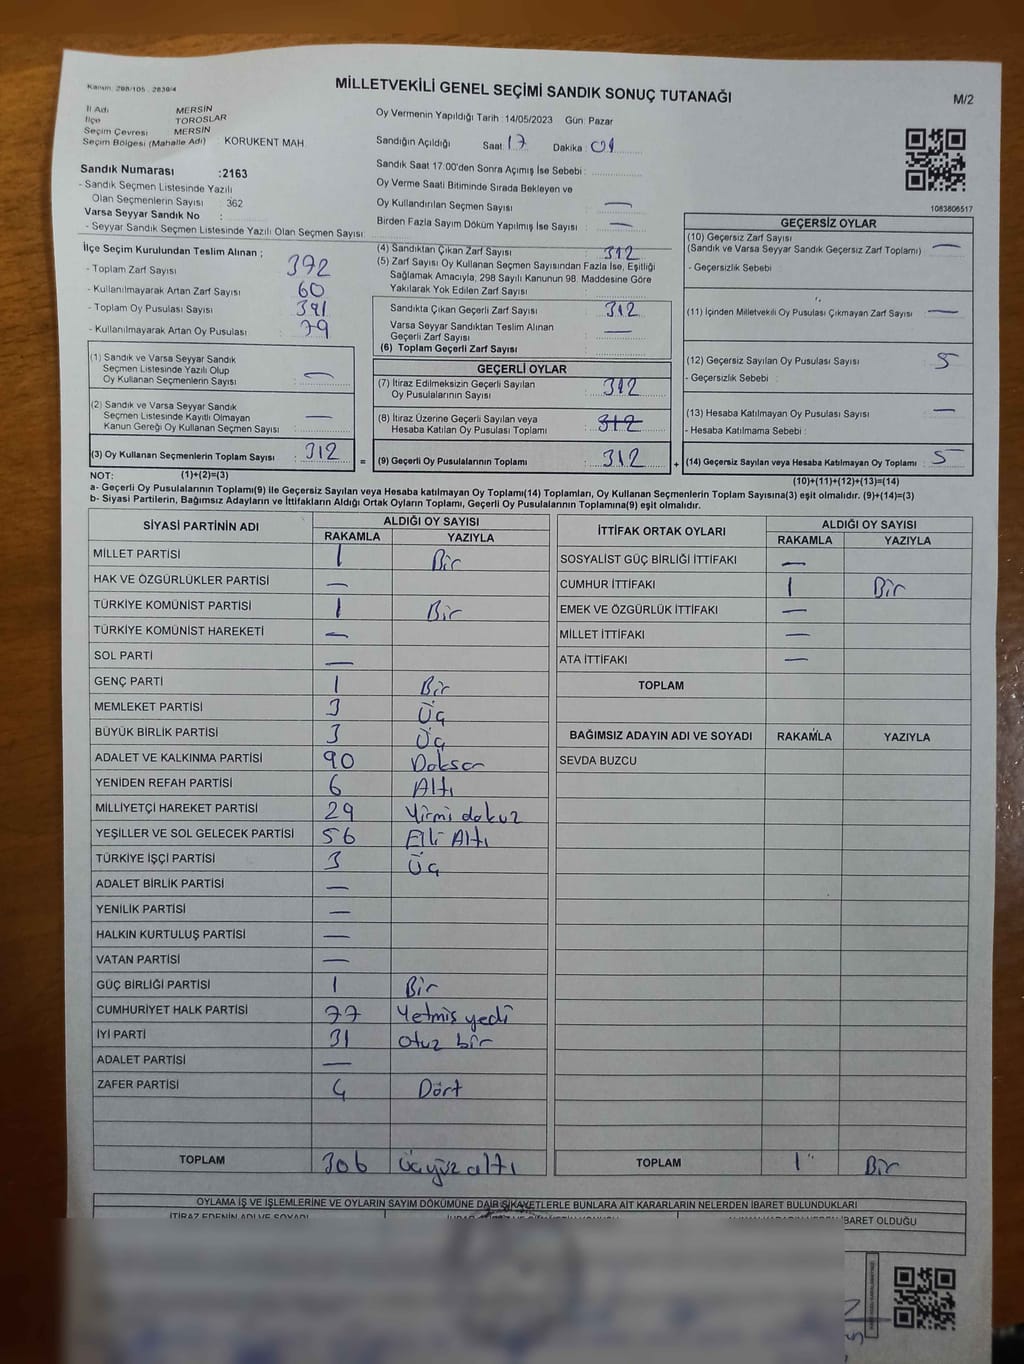 Kanun: 298/105 - 2839/4
MİLLETVEKİLİ GENEL SEÇİMİ SANDIK SONUÇ TUTANAĞI
M/2
İl Adı MERSİN
İlçe TOROSLAR
Seçim Çevresi MERSİN
Seçim Bölgesi (Mahalle Adı) : KORUKENT MAH.
Sandık Numarası :2163
- Sandık Seçmen Listesinde Yazılı
Olan Seçmenlerin Sayısı : 362
Varsa Seyyar Sandık No :
- Seyyar Sandık Seçmen Listesinde Yazılı Olan Seçmen Sayısı:
Oy Vermenin Yapıldığı Tarih :14/05/2023 Gün: Pazar
Sandığın Açıldığı Saat: 17 Dakika: 01
Sandık Saat 17:00'den Sonra Açımış İse Sebebi :
Oy Verme Saati Bitiminde Sırada Bekleyen ve
Oy Kullandırılan Seçmen Sayısı : —
Birden Fazla Sayım Döküm Yapılmış İse Sayısı : —
1083806517
İlçe Seçim Kurulundan Teslim Alınan ;
- Toplam Zarf Sayısı : 392
- Kullanılmayarak Artan Zarf Sayısı : 60
- Toplam Oy Pusulası Sayısı : 391
- Kullanılmayarak Artan Oy Pusulası : 79
(1) Sandık ve Varsa Seyyar Sandık
Seçmen Listesinde Yazılı Olup
Oy Kullanan Seçmenlerin Sayısı : —
(2) Sandık ve Varsa Seyyar Sandık
Seçmen Listesinde Kayıtlı Olmayan
Kanun Gereği Oy Kullanan Seçmen Sayısı : —
(3) Oy Kullanan Seçmenlerin Toplam Sayısı : 312
(1)+(2)=(3)
(4) Sandıktan Çıkan Zarf Sayısı : 312
(5) Zarf Sayısı Oy Kullanan Seçmen Sayısından Fazla İse, Eşitliği
Sağlamak Amacıyla, 298 Sayılı Kanunun 98. Maddesine Göre
Yakılarak Yok Edilen Zarf Sayısı :
Sandıkta Çıkan Geçerli Zarf Sayısı : 312
Varsa Seyyar Sandıktan Teslim Alınan
Geçerli Zarf Sayısı : —
(6) Toplam Geçerli Zarf Sayısı :
=
GEÇERLİ OYLAR
(7) İtiraz Edilmeksizin Geçerli Sayılan
Oy Pusulalarının Sayısı : 312
(8) İtiraz Üzerine Geçerli Sayılan veya
Hesaba Katılan Oy Pusulası Toplamı : 312
(9) Geçerli Oy Pusulalarının Toplamı : 312
+
GEÇERSİZ OYLAR
(10) Geçersiz Zarf Sayısı
(Sandık ve Varsa Seyyar Sandık Geçersiz Zarf Toplamı) : —
- Geçersizlik Sebebi :
(11) İçinden Milletvekili Oy Pusulası Çıkmayan Zarf Sayısı : —
(12) Geçersiz Sayılan Oy Pusulası Sayısı : 5
- Geçersizlik Sebebi :
(13) Hesaba Katılmayan Oy Pusulası Sayısı : —
- Hesaba Katılmama Sebebi :
(14) Geçersiz Sayılan veya Hesaba Katılmayan Oy Toplamı : 5
(10)+(11)+(12)+(13)=(14)
NOT:
a- Geçerli Oy Pusulalarının Toplamı(9) ile Geçersiz Sayılan veya Hesaba katılmayan Oy Toplamı(14) Toplamları, Oy Kullanan Seçmenlerin Toplam Sayısına(3) eşit olmalıdır. (9)+(14)=(3)
b- Siyasi Partilerin, Bağımsız Adayların ve İttifakların Aldığı Ortak Oyların Toplamı, Geçerli Oy Pusulalarının Toplamına(9) eşit olmalıdır.
SİYASİ PARTİNİN ADI ALDIĞI OY SAYISI
RAKAMLA YAZIYLA
MİLLET PARTİSİ 1 Bir
HAK VE ÖZGÜRLÜKLER PARTİSİ —
TÜRKİYE KOMÜNİST PARTİSİ 1 Bir
TÜRKİYE KOMÜNİST HAREKETİ —
SOL PARTİ —
GENÇ PARTİ 1 Bir
MEMLEKET PARTİSİ 3 Üç
BÜYÜK BİRLİK PARTİSİ 3 Üç
ADALET VE KALKINMA PARTİSİ 90 Doksan
YENİDEN REFAH PARTİSİ 6 Altı
MİLLİYETÇİ HAREKET PARTİSİ 29 Yirmi dokuz
YEŞİLLER VE SOL GELECEK PARTİSİ 56 Elli Altı
TÜRKİYE İŞÇİ PARTİSİ 3 Üç
ADALET BİRLİK PARTİSİ —
YENİLİK PARTİSİ —
HALKIN KURTULUŞ PARTİSİ —
VATAN PARTİSİ —
GÜÇ BİRLİĞİ PARTİSİ 1 Bir
CUMHURİYET HALK PARTİSİ 77 Yetmiş yedi
İYİ PARTİ 31 Otuz bir
ADALET PARTİSİ —
ZAFER PARTİSİ 4 Dört
TOPLAM 306 Üçyüz altı
İTTİFAK ORTAK OYLARI ALDIĞI OY SAYISI
RAKAMLA YAZIYLA
SOSYALİST GÜÇ BİRLİĞİ İTTİFAKI —
CUMHUR İTTİFAKI 1 Bir
EMEK VE ÖZGÜRLÜK İTTİFAKI —
MİLLET İTTİFAKI —
ATA İTTİFAKI —
TOPLAM
BAĞIMSIZ ADAYIN ADI VE SOYADI RAKAMLA YAZIYLA
SEVDA BUZCU
TOPLAM 1 Bir
OYLAMA İŞ VE İŞLEMLERİNE VE OYLARIN SAYIM DÖKÜMÜNE DAİR ŞİKAYETLERLE BUNLARA AİT KARARLARIN NELERDEN İBARET BULUNDUKLARI
İTİRAZ EDENİN ADI VE SOYADI
İBARET OLDUĞU